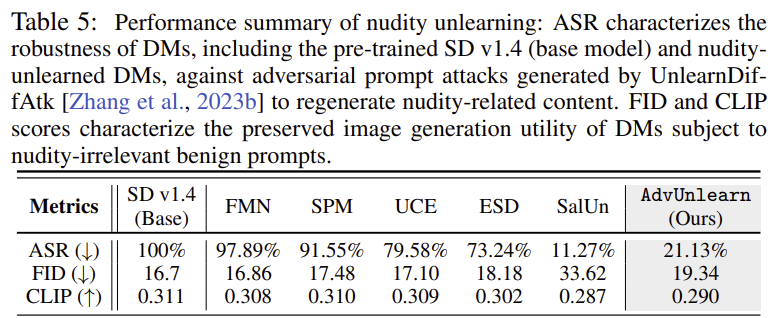 Table 5: Performance summary of nudity unlearning: ASR characterizes the
robustness of DMs, including the pre-trained SD v1.4 (base model) and nudity-
unlearned DMs, against adversarial prompt attacks generated by UnlearnDif-
fAtk [Zhang et al., 2023b] to regenerate nudity-related content. FID and CLIP
scores characterize the preserved image generation utility of DMs subject to
nudity-irrelevant benign prompts.
Metrics SD v1.4 (Base) FMN SPM UCE ESD SalUn AdvUnlearn (Ours)
ASR (↓) 100% 97.89% 91.55% 79.58% 73.24% 11.27% 21.13%
FID (↓) 16.7 16.86 17.48 17.10 18.18 33.62 19.34
CLIP (↑) 0.311 0.308 0.310 0.309 0.302 0.287 0.290